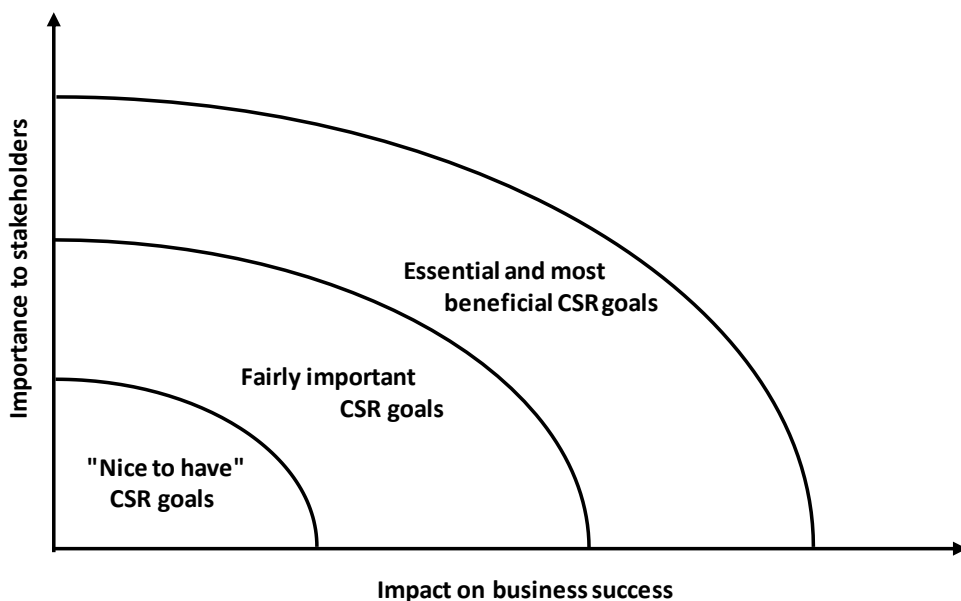 Importance to stakeholders
Essential and most
beneficial CSR goals
Fairly important
CSR goals
"Nice to have"
CSR goals
Impact on business success